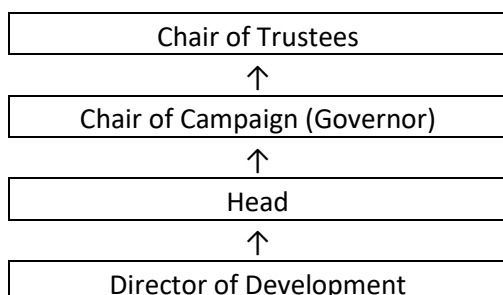 Chair of Trustees
↑
Chair of Campaign (Governor)
↑
Head
↑
Director of Development